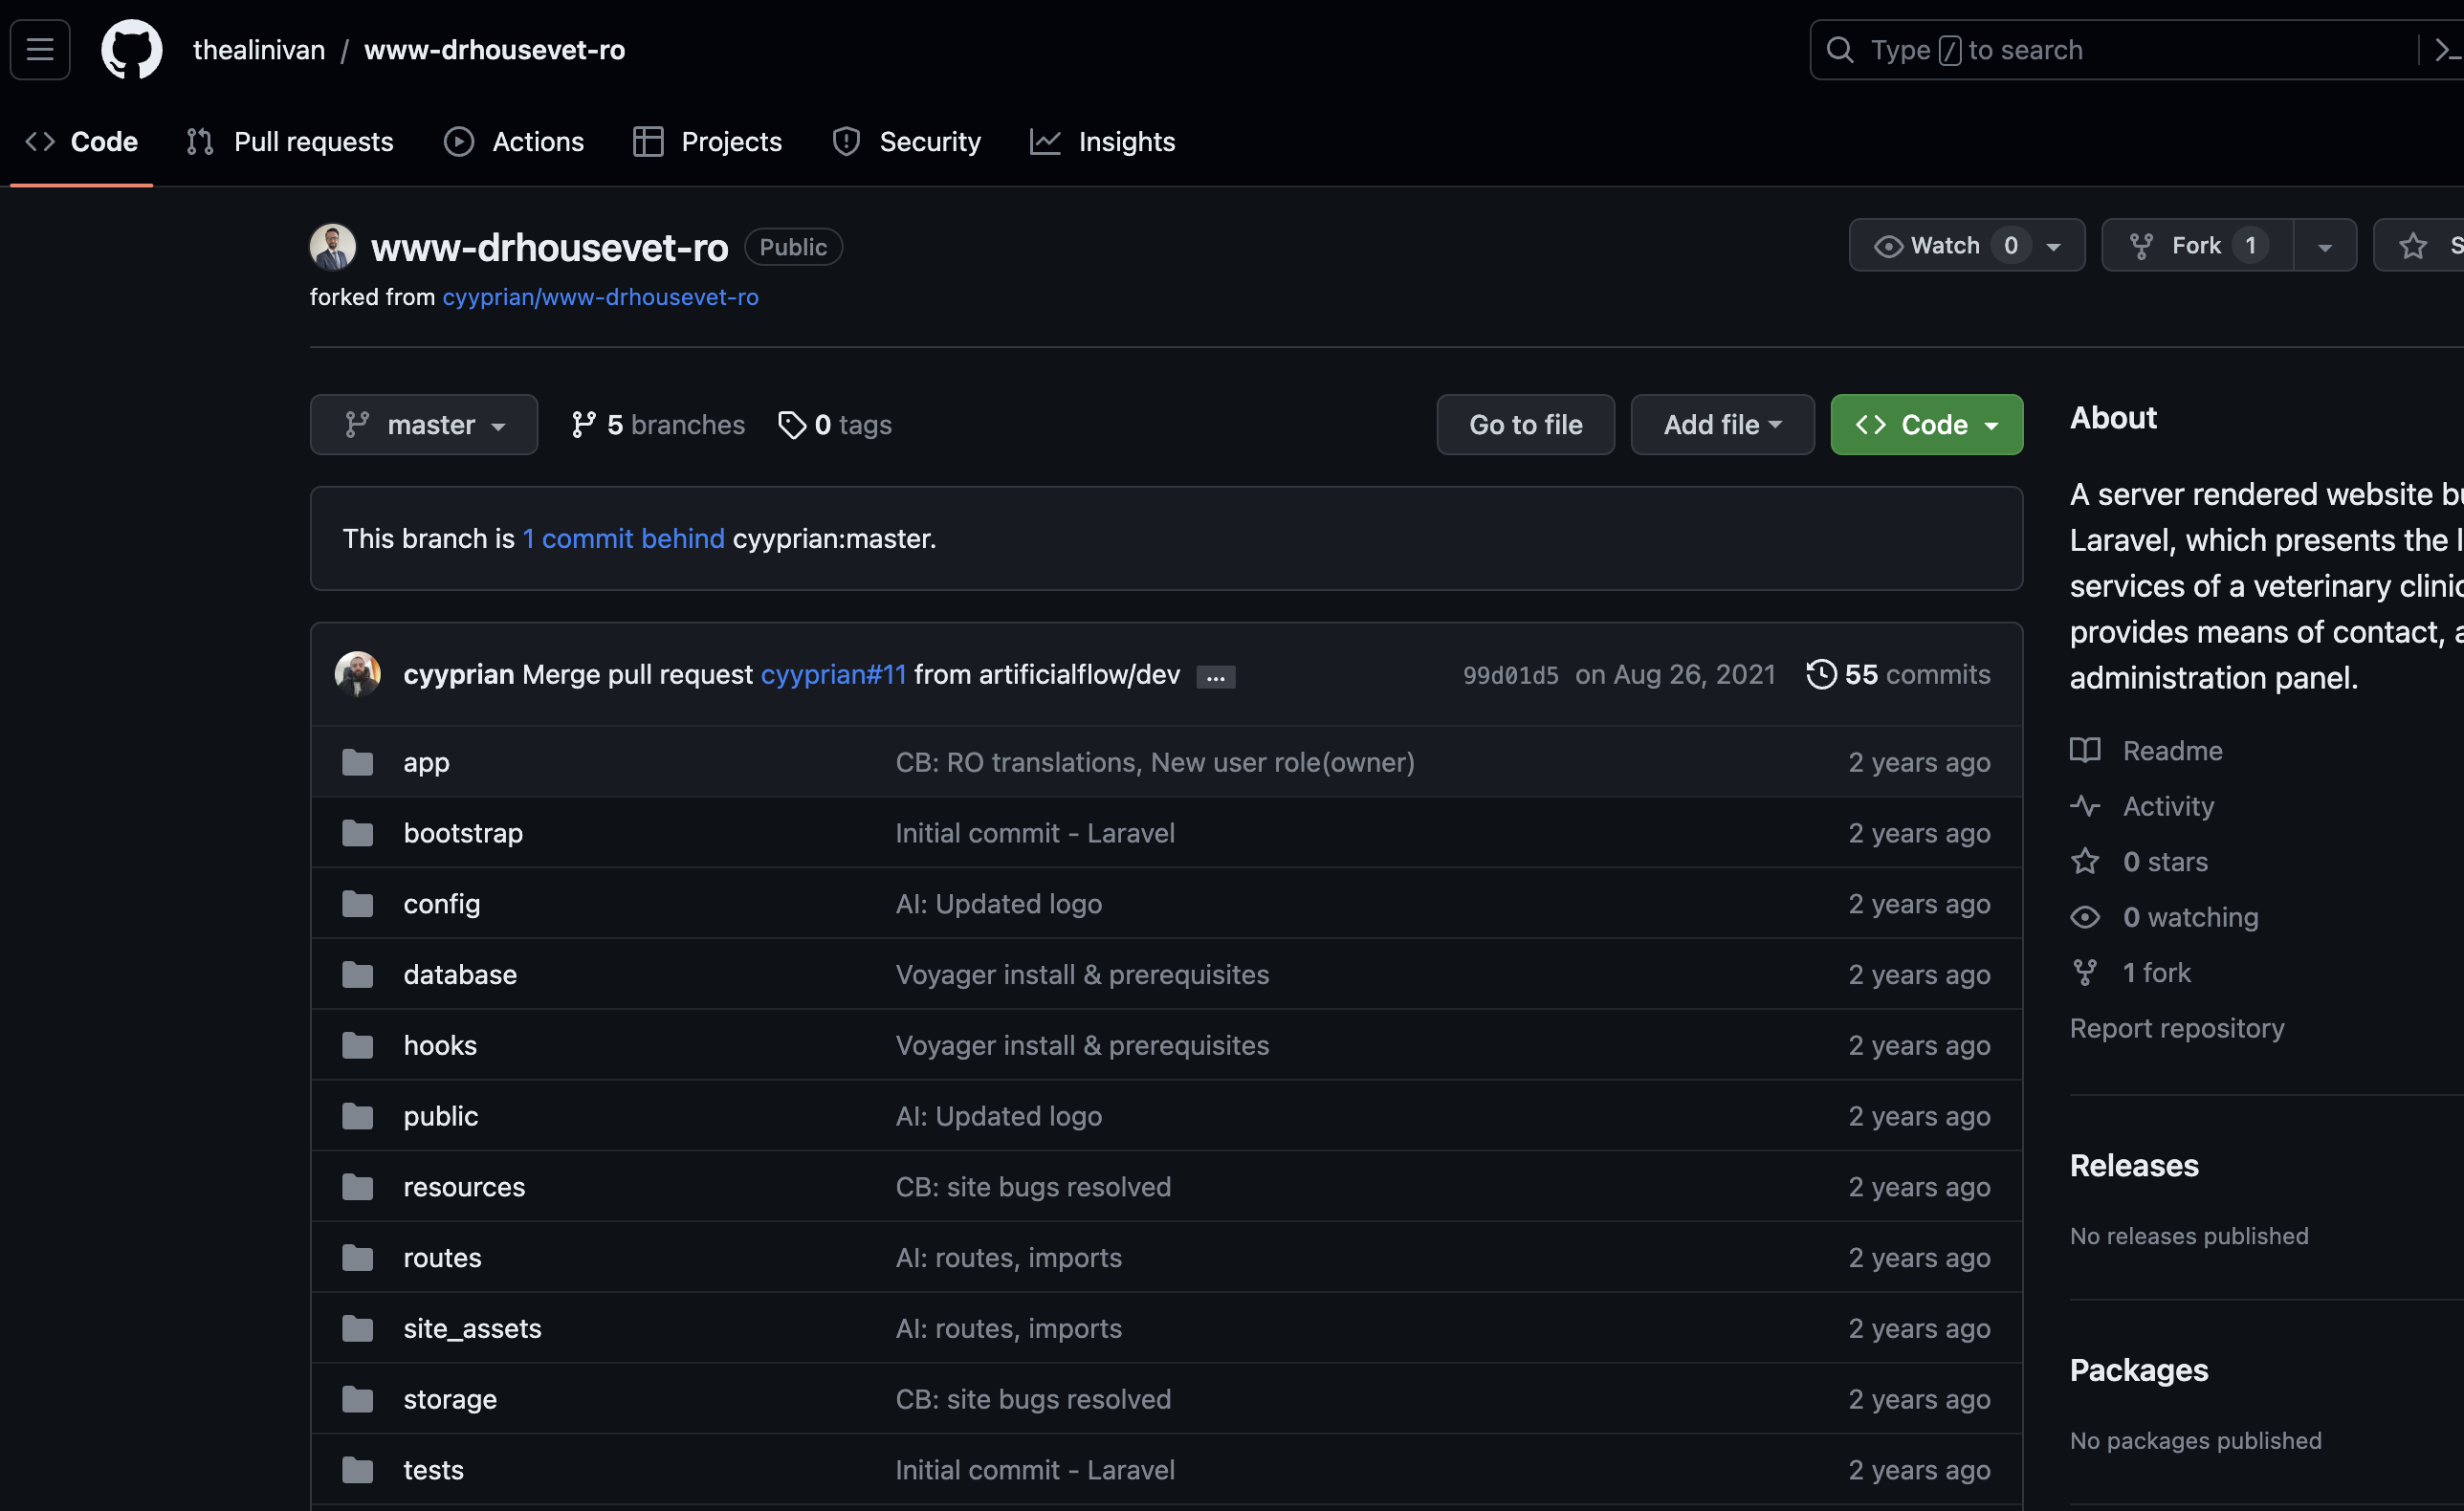 thealinivan / www-drhousevet-ro
Type / to search
Code Pull requests Actions Projects Security Insights
www-drhousevet-ro Public
Watch 0 Fork 1
forked from cyyprian/www-drhousevet-ro
master 5 branches 0 tags Go to file Add file Code
This branch is 1 commit behind cyyprian:master.
cyyprian Merge pull request cyyprian#11 from artificialflow/dev ... 99d01d5 on Aug 26, 2021 55 commits
app CB: RO translations, New user role(owner) 2 years ago
bootstrap Initial commit - Laravel 2 years ago
config AI: Updated logo 2 years ago
database Voyager install & prerequisites 2 years ago
hooks Voyager install & prerequisites 2 years ago
public AI: Updated logo 2 years ago
resources CB: site bugs resolved 2 years ago
routes AI: routes, imports 2 years ago
site_assets AI: routes, imports 2 years ago
storage CB: site bugs resolved 2 years ago
tests Initial commit - Laravel 2 years ago
About
A server rendered website
Laravel, which presents the
services of a veterinary
provides means of contact,
administration panel.
Readme
Activity
0 stars
0 watching
1 fork
Report repository
Releases
No releases published
Packages
No packages published